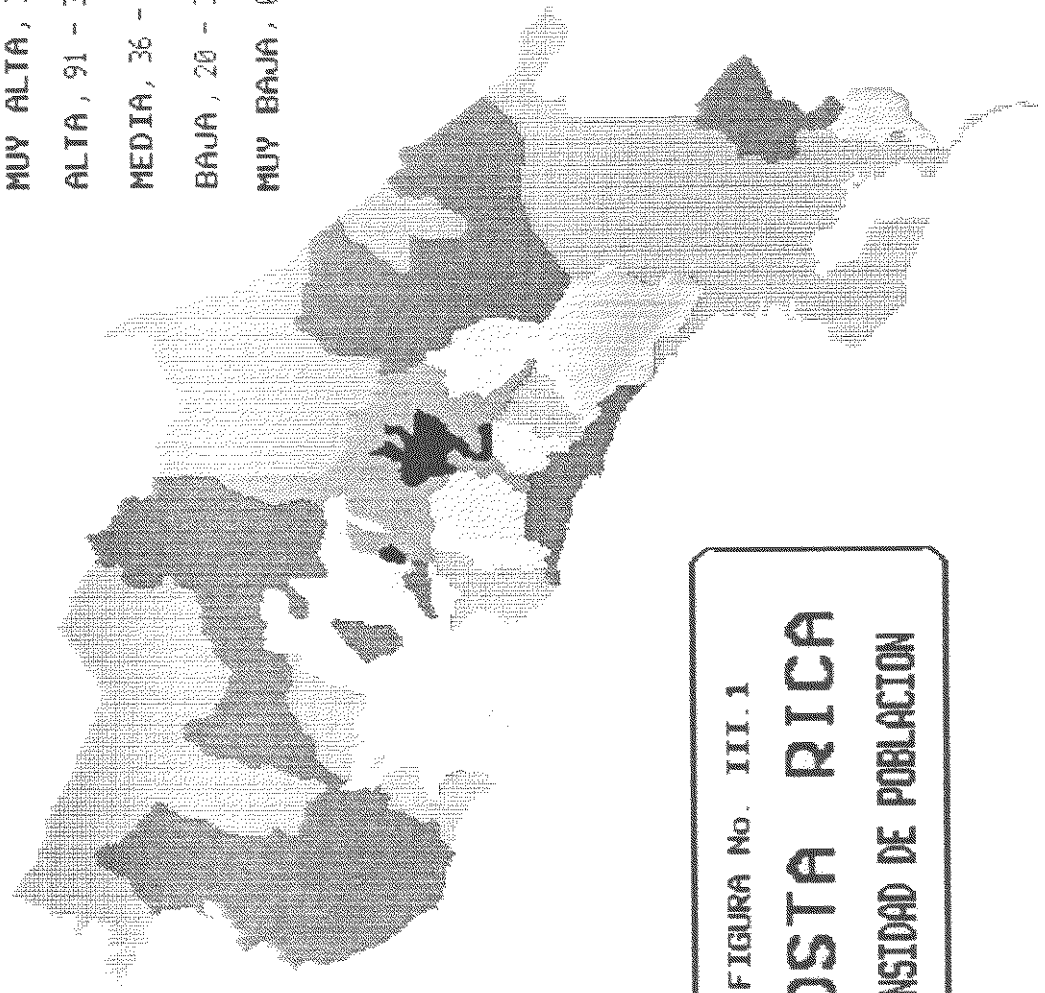 MUY ALTA,
ALTA, 91 -
MEDIA, 36 -
BAJA, 20 -
MUY BAJA,
FIGURA No. III.1
OSTA RICA
NSIDAD DE POBLACION